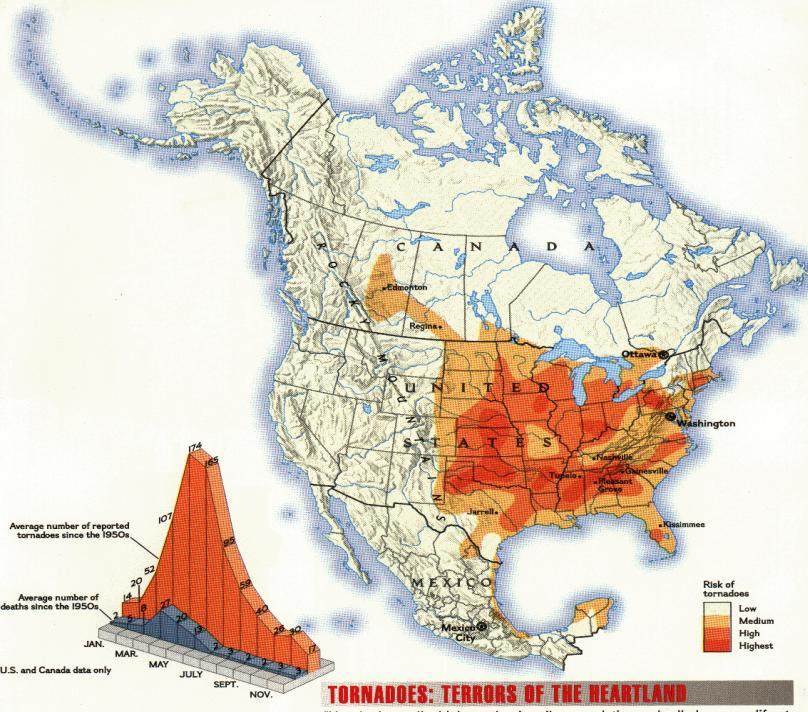 CANADA
ROCKY MOUNTAINS
Edmonton
Regina
Ottawa
UNITED
STATES
Washington
Nashville
Gainesville
Tupelo
Pleasant
Grove
Jarrell
Kissimmee
MEXICO
Mexico
City
174
165
107
95
59
52
40
20
14
17
Average number of reported
tornadoes since the 1950s
Average number of
deaths since the 1950s
2
5
8
27
20
JAN.
MAR.
MAY
JULY
SEPT.
NOV.
U.S. and Canada data only
Risk of
tornadoes
Low
Medium
High
Highest
TORNADOES: TERRORS OF THE HEARTLAND